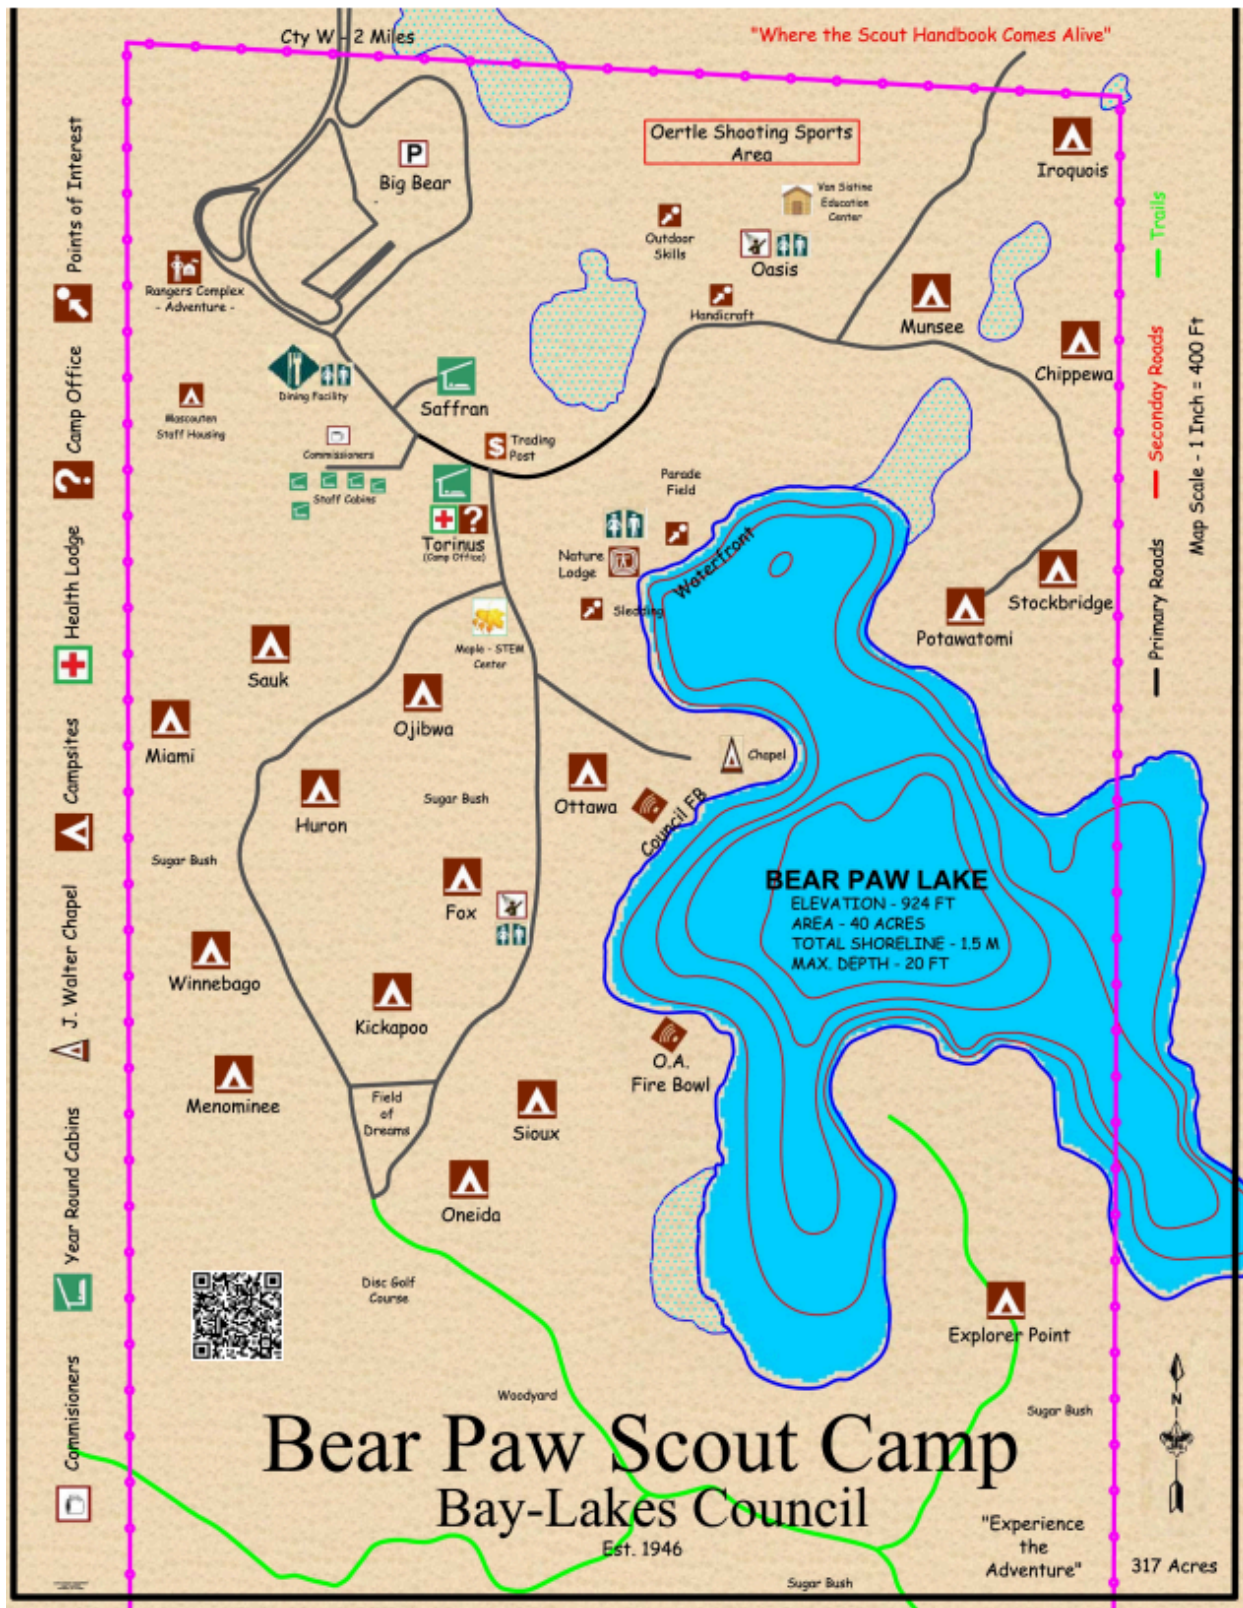 Cty W - 2 Miles
"Where the Scout Handbook Comes Alive"
P
Big Bear
Oertle Shooting Sports
Area
Iroquois
Van Sistine
Education
Center
Outdoor
Skills
Oasis
Rangers Complex
- Adventure -
Handicraft
Munsee
Chippewa
Dining Facility
Saffran
Mascouten
Staff Housing
Commissioners
$
Trading
Post
Staff Cabins
Parade
Field
?
Torinus
(Camp Office)
Nature
Lodge
Waterfront
Sledding
Stockbridge
Potawatomi
Maple - STEM
Center
Sauk
Ojibwa
Miami
Chapel
Ottawa
Council FB
Huron
Sugar Bush
Sugar Bush
Fox
BEAR PAW LAKE
ELEVATION - 924 FT
AREA - 40 ACRES
TOTAL SHORELINE - 1.5 M
MAX. DEPTH - 20 FT
Winnebago
Kickapoo
O.A.
Fire Bowl
Menominee
Field
of
Dreams
Sioux
Oneida
Disc Golf
Course
Explorer Point
Woodyard
Sugar Bush
Bear Paw Scout Camp
Bay-Lakes Council
Est. 1946
Sugar Bush
"Experience
the
Adventure"
317 Acres
N
Commisioners
Year Round Cabins
J. Walter Chapel
Campsites
Health Lodge
? Camp Office
Points of Interest
Primary Roads
Seconday Roads
Trails
Map Scale - 1 Inch = 400 Ft